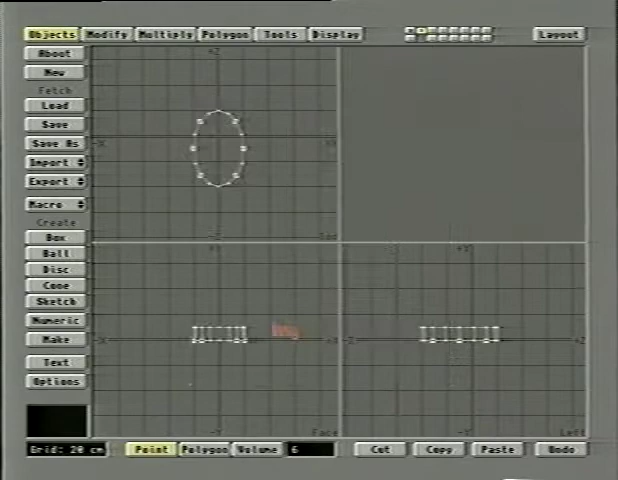 Objects Modify Multiply Polygon Tools Display Layout
About
New
Fetch
Load
Save
Save As
Import
Export
Macro
Create
Box
Ball
Disc
Cone
Sketch
Numeric
Make
Text
Options
+Z
-X
-Z
+Y
-X
+X
-Y
Face
+Y
-Z
+Z
-Y
Left
Grid: 20 cm Point Polygon Volume 6 Cut Copy Paste Undo